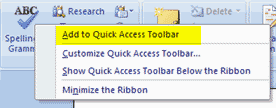 ABC
Research
Delete
Spelling
Gramm
Add to Quick Access Toolbar
Customize Quick Access Toolbar...
Show Quick Access Toolbar Below the Ribbon
Minimize the Ribbon